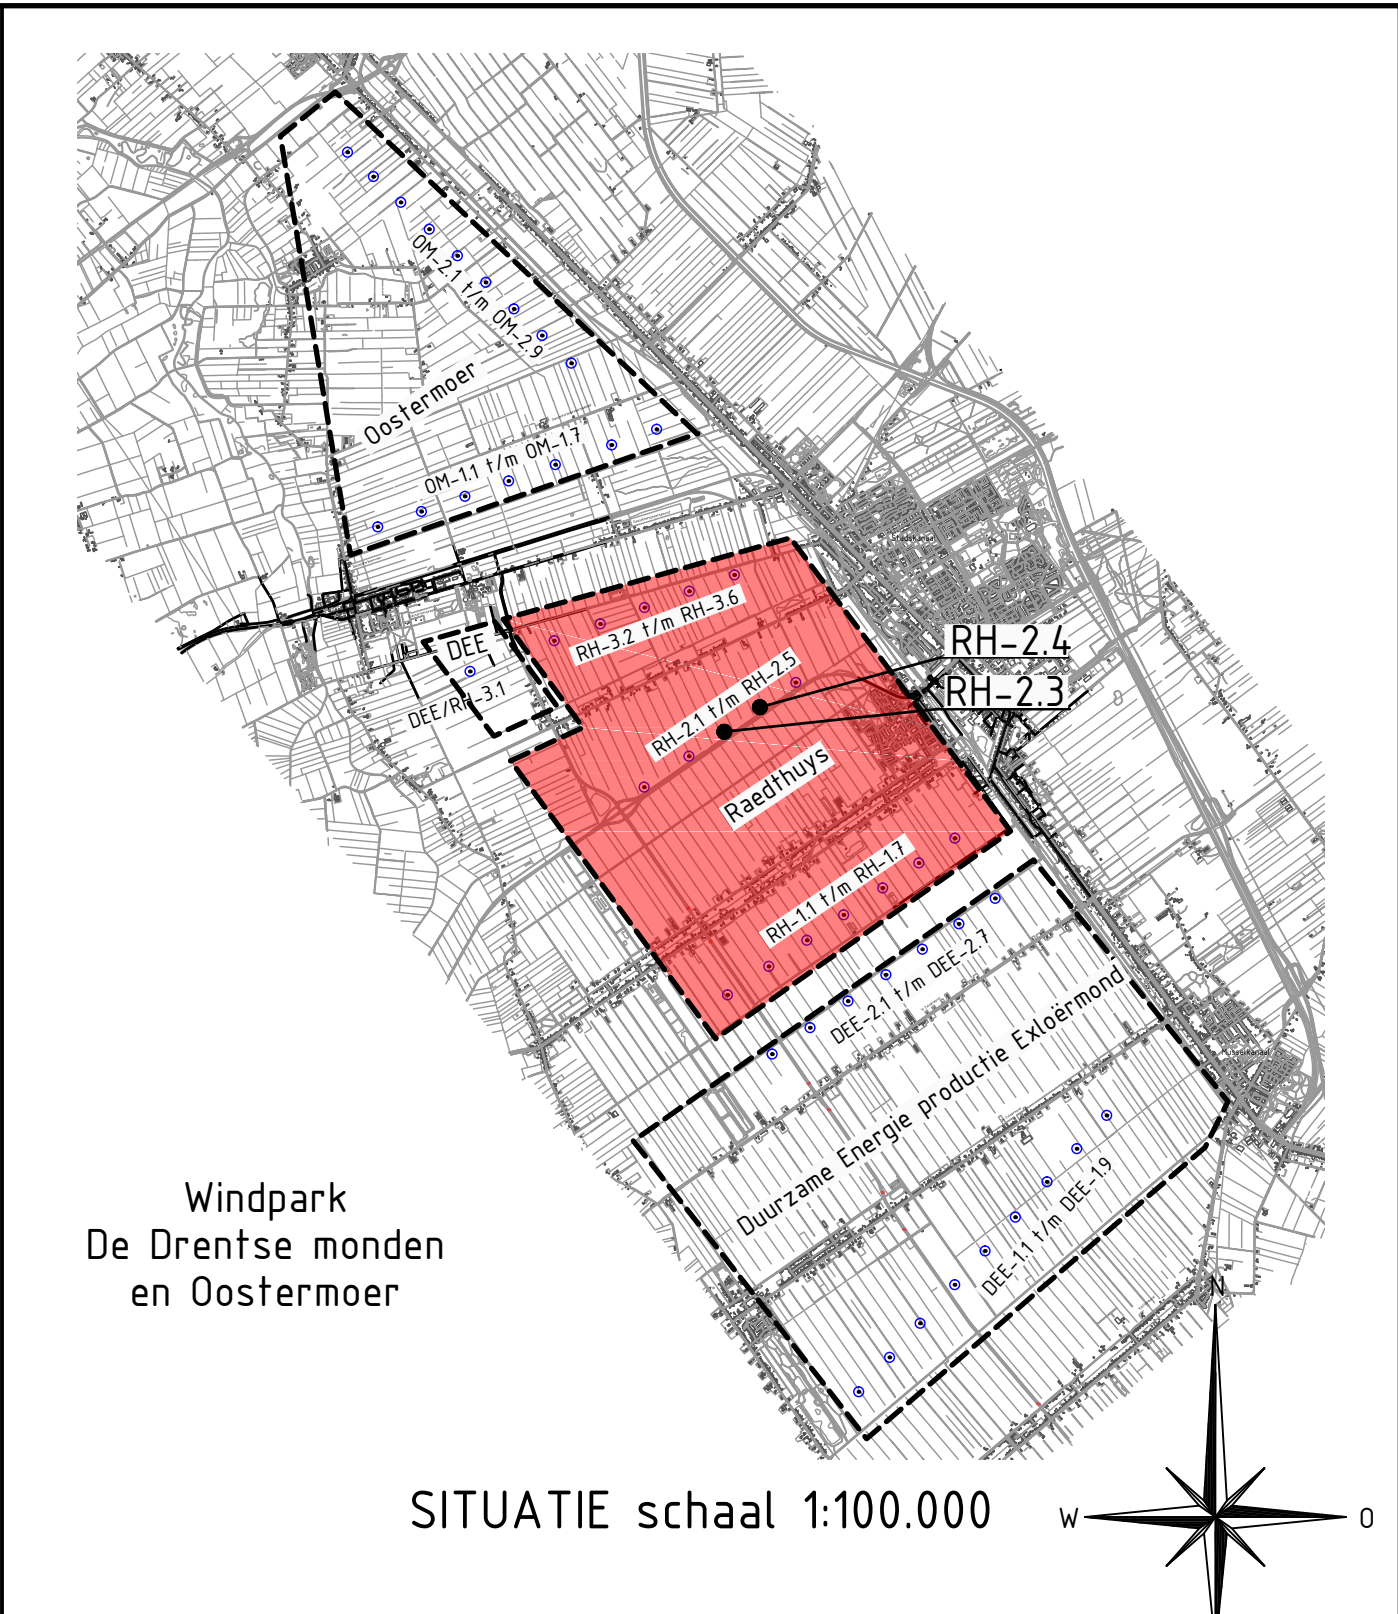 OM-2.1 t/m OM-2.9
Oostermoer
OM-1.1 t/m OM-1.7
Stadskanaal
RH-3.2 t/m RH-3.6
DEE
DEE/RH-3.1
RH-2.4
RH-2.3
RH-2.1 t/m RH-2.5
Raedthuys
RH-1.1 t/m RH-1.7
DEE-2.1 t/m DEE-2.7
Duurzame Energie productie Exloërmond
Musselkanaal
DEE-1.1 t/m DEE-1.9
Windpark
De Drentse monden
en Oostermoer
SITUATIE schaal 1:100.000
N
W
O